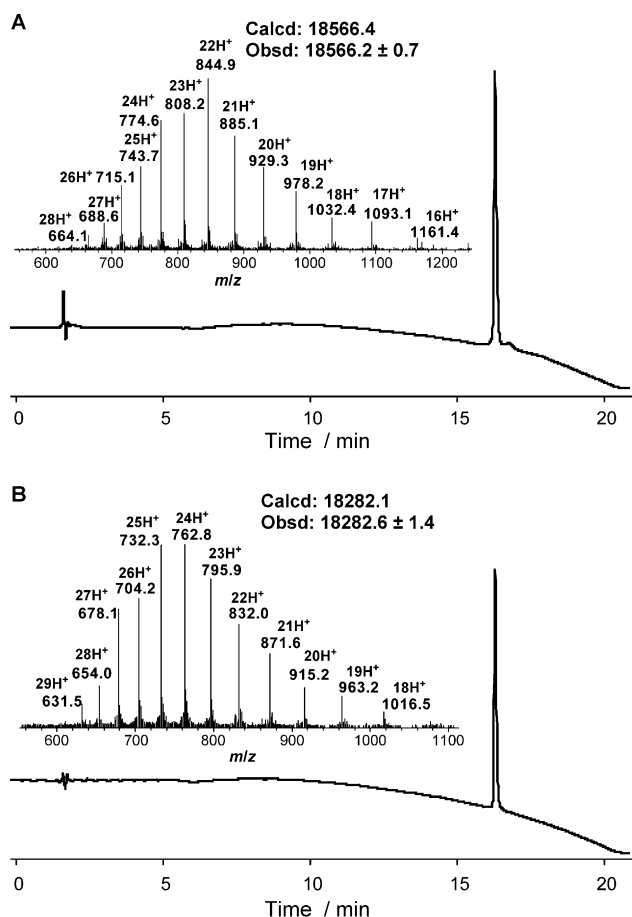 A
Calcd: 18566.4
Obsd: 18566.2 ± 0.7
22H+
844.9
23H+
808.2
24H+
774.6
21H+
885.1
25H+
743.7
20H+
929.3
19H+
978.2
26H+ 715.1
27H+
688.6
18H+
1032.4
17H+
1093.1
28H+
664.1
16H+
1161.4
600 700 800 900 1000 1100 1200
m/z
0 5 10 15 20
Time / min
B
Calcd: 18282.1
Obsd: 18282.6 ± 1.4
25H+
732.3
24H+
762.8
23H+
795.9
26H+
704.2
27H+
678.1
22H+
832.0
21H+
871.6
28H+
654.0
20H+
915.2
29H+
631.5
19H+
963.2
18H+
1016.5
600 700 800 900 1000 1100
m/z
0 5 10 15 20
Time / min